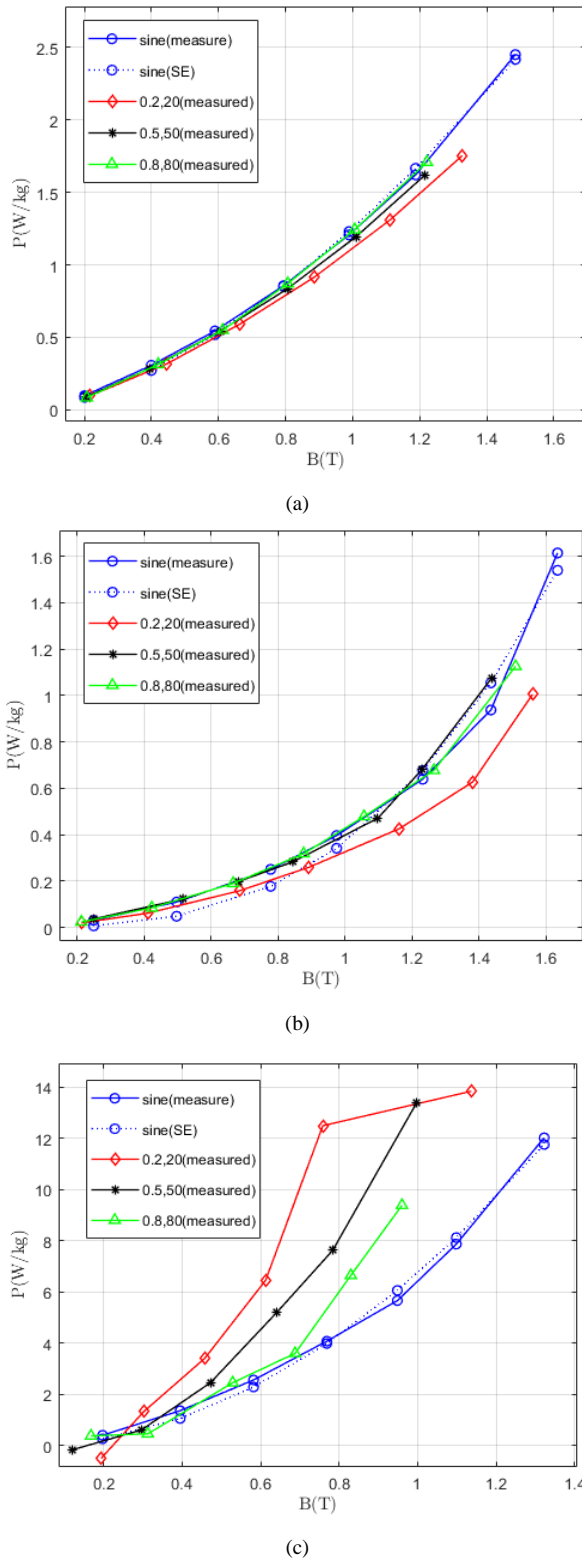 2.5
2
1.5
1
0.5
0
P(W/kg)
sine(measure)
sine(SE)
0.2,20(measured)
0.5,50(measured)
0.8,80(measured)
0.2 0.4 0.6 0.8 1 1.2 1.4 1.6
B(T)
(a)
1.6
1.4
1.2
1
0.8
0.6
0.4
0.2
0
P(W/kg)
sine(measure)
sine(SE)
0.2,20(measured)
0.5,50(measured)
0.8,80(measured)
0.2 0.4 0.6 0.8 1 1.2 1.4 1.6
B(T)
(b)
14
12
10
8
6
4
2
0
P(W/kg)
sine(measure)
sine(SE)
0.2,20(measured)
0.5,50(measured)
0.8,80(measured)
0.2 0.4 0.6 0.8 1 1.2 1.4
B(T)
(c)